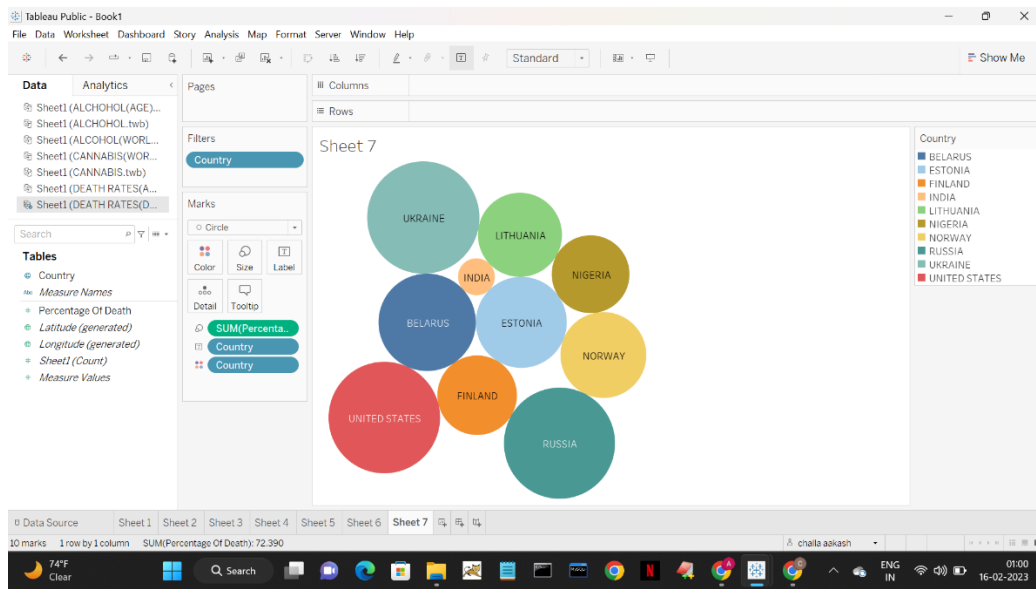 Tableau Public - Book1
File Data Worksheet Dashboard Story Analysis Map Format Server Window Help
Standard
Show Me
Data Analytics
Sheet1 (ALCHOHOL(AGE)...
Sheet1 (ALCHOHOL.twb)
Sheet1 (ALCOHOL(WORL...
Sheet1 (CANNABIS(WOR...
Sheet1 (CANNABIS.twb)
Sheet1 (DEATH RATES(A...
Sheet1 (DEATH RATES(D...
Search
Tables
Country
Abc Measure Names
Percentage Of Death
Latitude (generated)
Longitude (generated)
Sheet1 (Count)
Measure Values
Pages
Filters
Country
Marks
Circle
Color Size Label
Detail Tooltip
SUM(Percenta..
Country
Country
Columns
Rows
Sheet 7
UKRAINE
LITHUANIA
INDIA
NIGERIA
BELARUS
ESTONIA
NORWAY
FINLAND
UNITED STATES
RUSSIA
Country
BELARUS
ESTONIA
FINLAND
INDIA
LITHUANIA
NIGERIA
NORWAY
RUSSIA
UKRAINE
UNITED STATES
Data Source Sheet 1 Sheet 2 Sheet 3 Sheet 4 Sheet 5 Sheet 6 Sheet 7
10 marks 1 row by 1 column SUM(Percentage Of Death): 72.390
challa aakash
74°F
Clear
Search
ENG
IN
01:00
16-02-2023